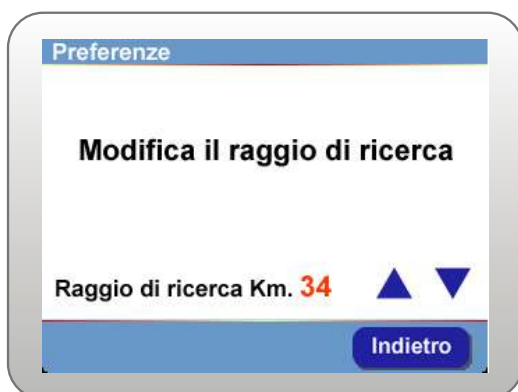 Preferenze
Modifica il raggio di ricerca
Raggio di ricerca Km. 34
Indietro